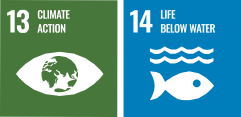 13 CLIMATE
ACTION
14 LIFE
BELOW WATER